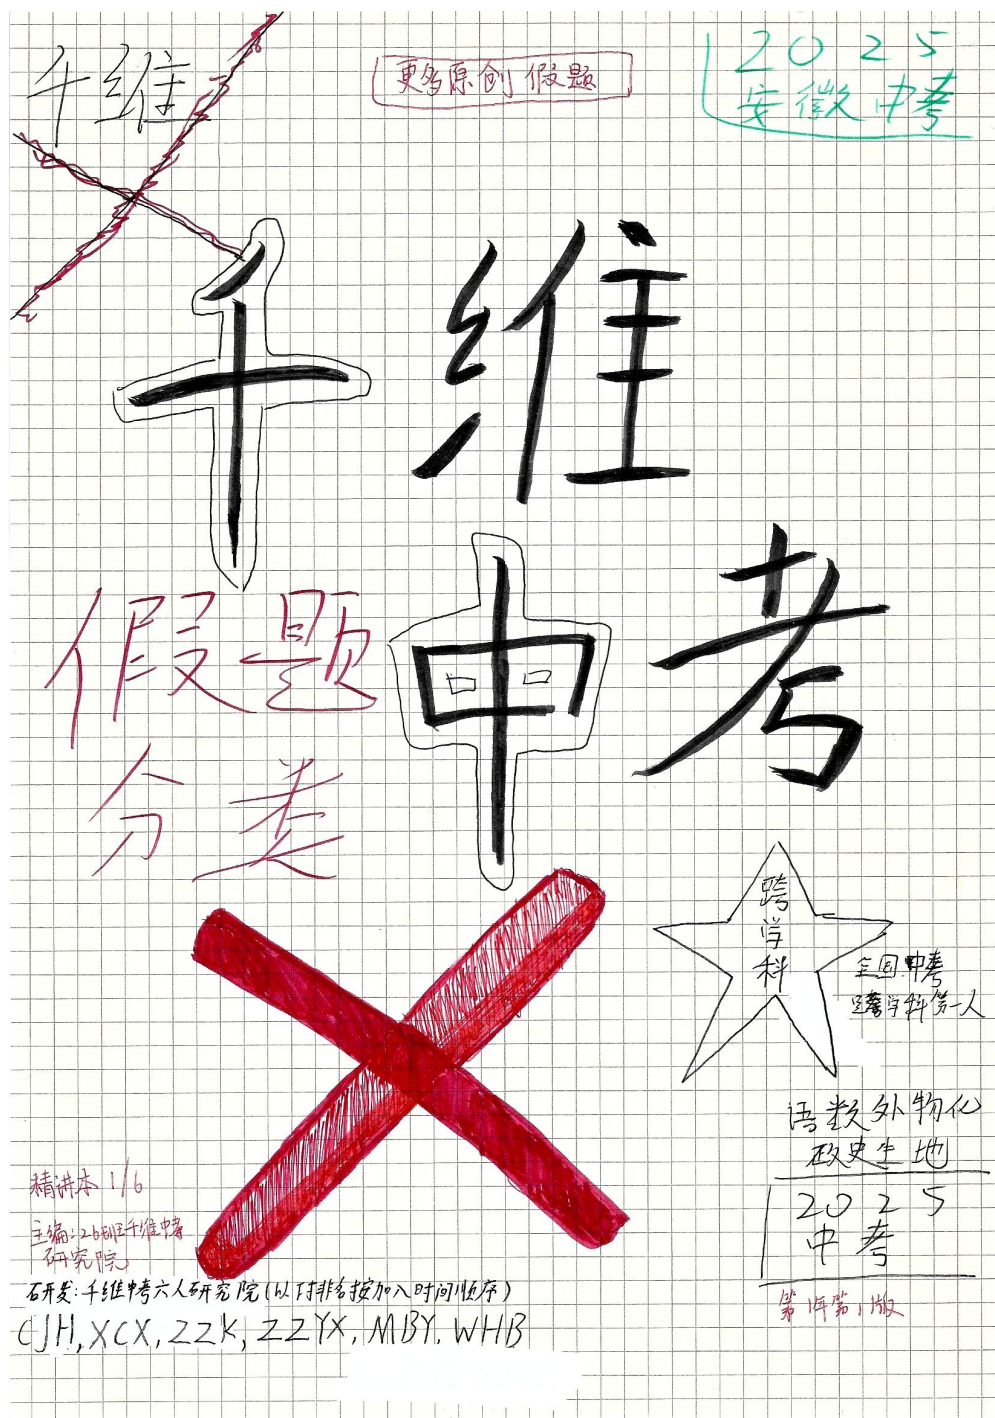 千维
更多原创假题
2025
安徽中考
千维
中考
假题
分类
跨学科
全国中考
跨学科第一人
语数外物化
政史生地
2025
中考
第1年第1版
精讲本 1/6
主编:26班千维中考
研究院
研发:千维中考六人研究院(以下排名按加入时间顺序)
CJH,XCX,ZZK,ZZYX,MBY,WHB